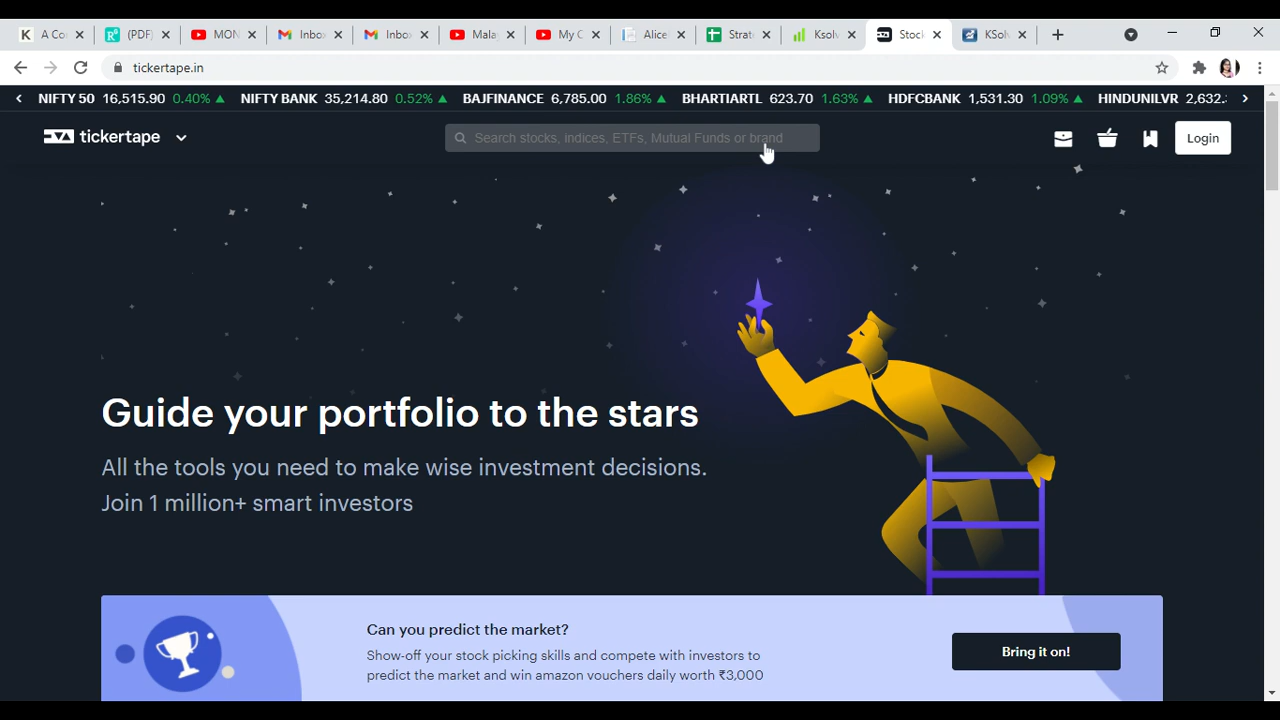 A Co
(PDF)
MON
Inbox
Inbox
Mala
My C
Alice
Strat
Ksolv
Stock
KSol
tickertape.in
NIFTY 50 16,515.90 0.40% NIFTY BANK 35,214.80 0.52% BAJFINANCE 6,785.00 1.86% BHARTIARTL 623.70 1.63% HDFCBANK 1,531.30 1.09% HINDUNILVR 2,632.
tickertape
Search stocks, indices, ETFs, Mutual Funds or brand
Login
Guide your portfolio to the stars
All the tools you need to make wise investment decisions.
Join 1 million+ smart investors
Can you predict the market?
Show-off your stock picking skills and compete with investors to
predict the market and win amazon vouchers daily worth ₹3,000
Bring it on!